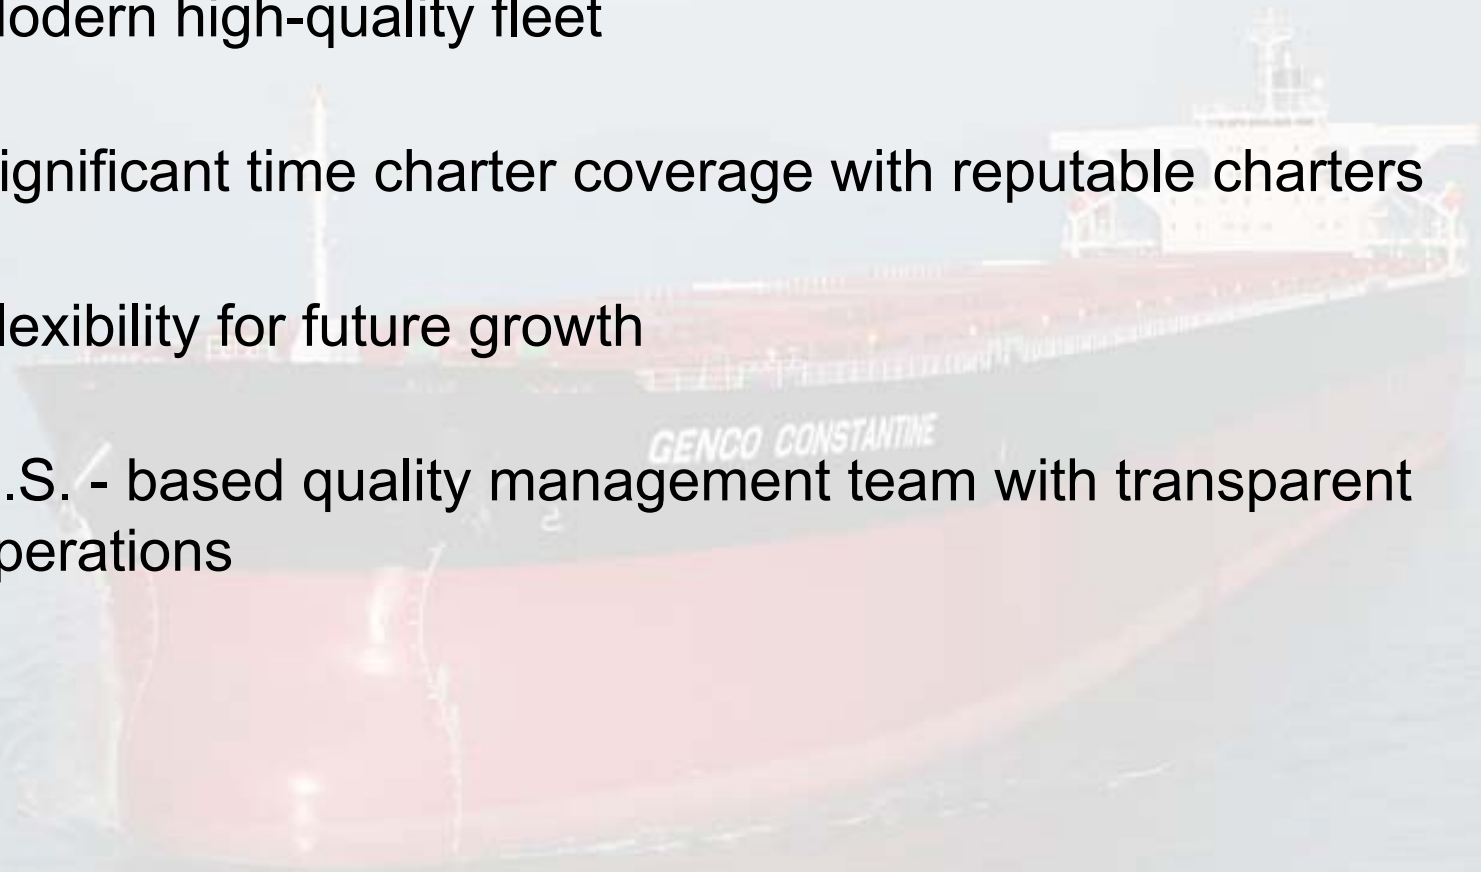 odern high-quality fleet
ignificant time charter coverage with reputable charters
lexibility for future growth
GENCO CONSTANTINE
.S. - based quality management team with transparent
perations